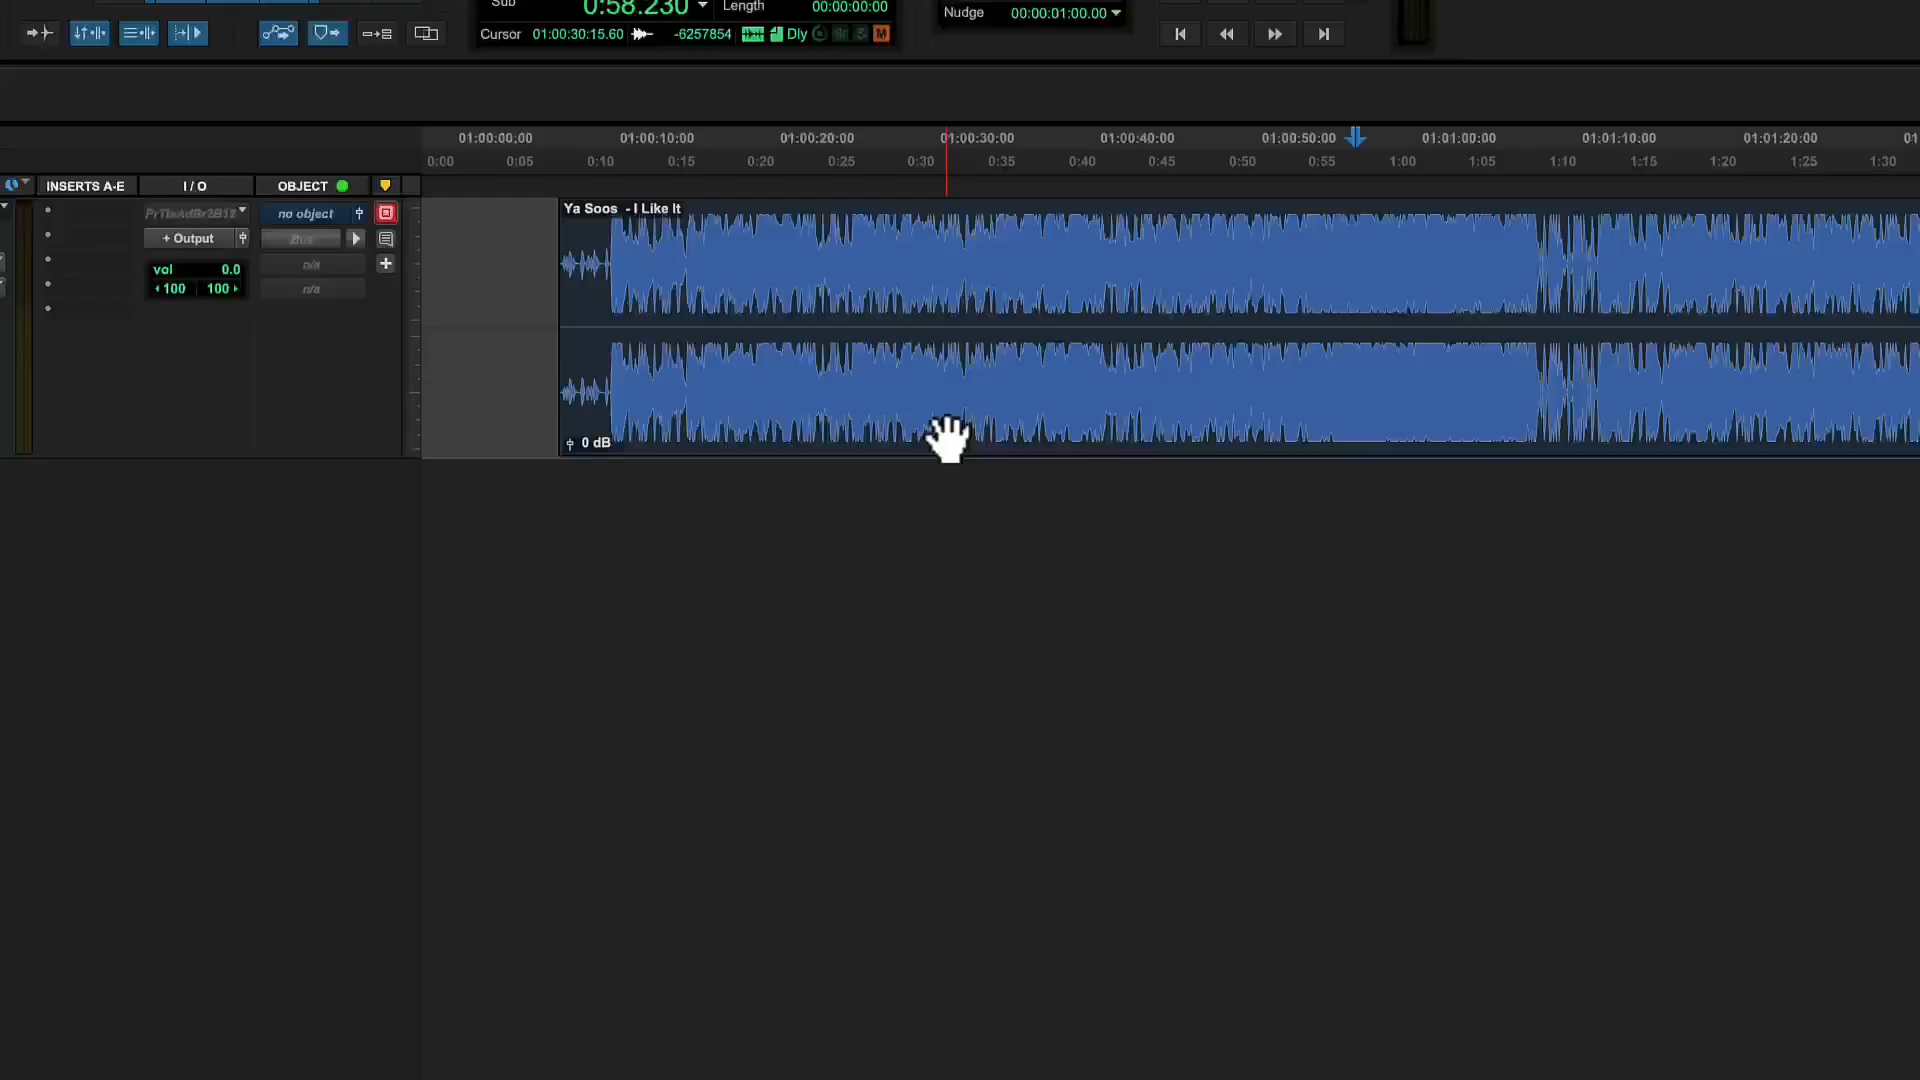 Sub 0:58.230 Length 00:00:00:00
Cursor 01:00:30:15.60 -6257854 Dly M
Nudge 00:00:01:00.00
01:00:00:00 01:00:10:00 01:00:20:00 01:00:30:00 01:00:40:00 01:00:50:00 01:01:00:00 01:01:10:00 01:01:20:00 01
0:00 0:05 0:10 0:15 0:20 0:25 0:30 0:35 0:40 0:45 0:50 0:55 1:00 1:05 1:10 1:15 1:20 1:25 1:30
INSERTS A-E I / O OBJECT
no object
Ya Soos - I Like It
+ Output Bus
vol 0.0 n/a
100 100 n/a
0 dB